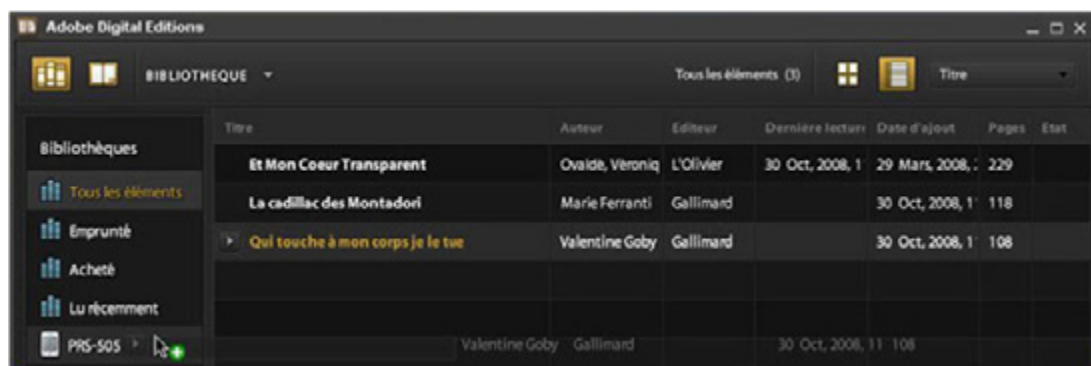 Adobe Digital Editions
BIBLIOTHEQUE Tous les éléments (3) Titre
Bibliothèques
Tous les éléments
Emprunté
Acheté
Lu récemment
PRS-505
Titre Auteur Editeur Dernière lecture Date d'ajout Pages Etat
Et Mon Coeur Transparent Ovalde, Veroniq L'Olivier 30 Oct, 2008, 1 29 Mars, 2008, . 229
La cadillac des Montadori Marie Ferranti Gallimard 30 Oct, 2008, 1 118
Qui touche à mon corps je le tue Valentine Goby Gallimard 30 Oct, 2008, 1 108
Valentine Goby Gallimard 30 Oct, 2008, 11 108